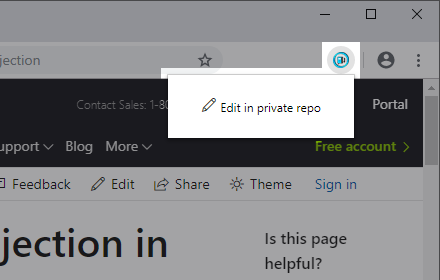 jection
Edit in private repo
Contact Sales: 1-80
Portal
upport
Blog
More
Free account
Feedback
Edit
Share
Theme
Sign in
jection in
Is this page
helpful?